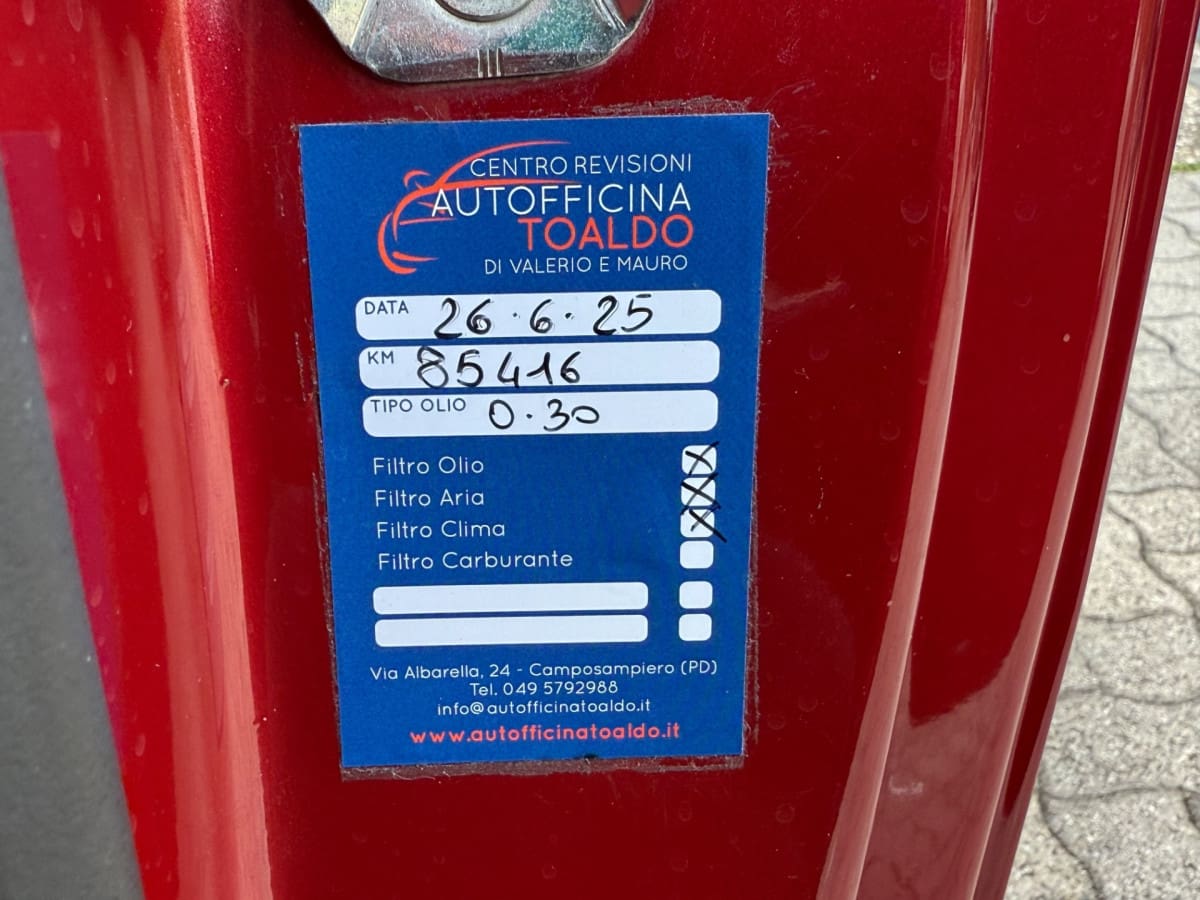 CENTRO REVISIONI
AUTOFFICINA
TOALDO
DI VALERIO E MAURO
DATA 26.6.25
KM 85416
TIPO OLIO 0.30
Filtro Olio X
Filtro Aria X
Filtro Clima X
Filtro Carburante
Via Albarella, 24 - Camposampiero (PD)
Tel. 049 5792988
info@autofficinatoaldo.it
www.autofficinatoaldo.it